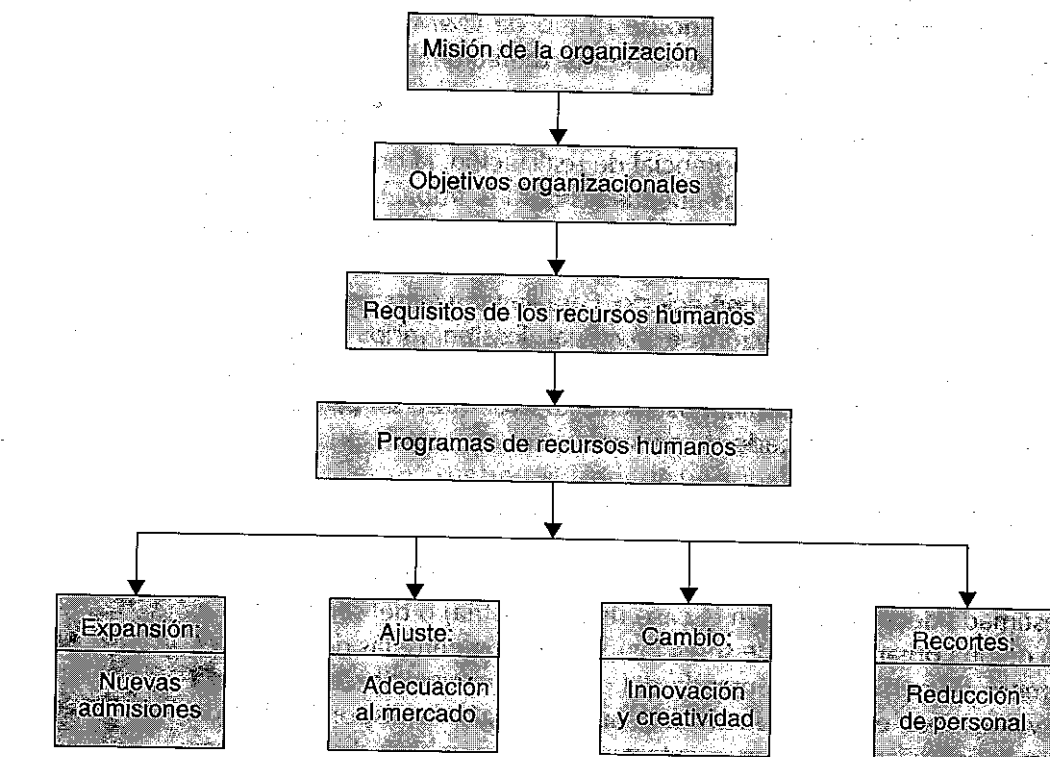 Misión de la organización
Objetivos organizacionales
Requisitos de los recursos humanos
Programas de recursos humanos
Expansión:
Nuevas
admisiones
Ajuste:
Adecuación
al mercado
Cambio:
Innovación
y creatividad
Recortes:
Reducción
de personal